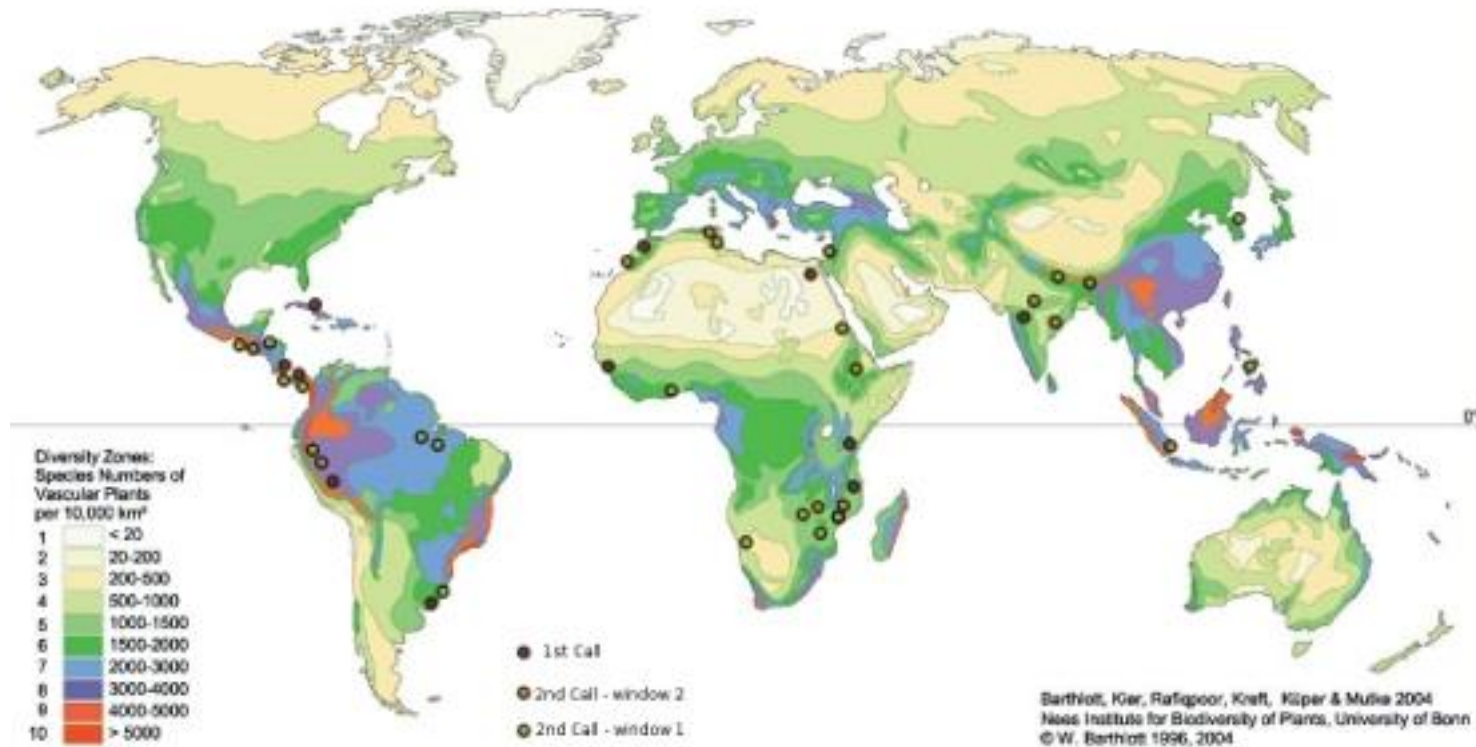 0°
Diversity Zones:
Species Numbers of
Vascular Plants
per 10,000 km²
1 < 20
2 20-200
3 200-500
4 500-1000
5 1000-1500
6 1500-2000
7 2000-3000
8 3000-4000
9 4000-5000
10 > 5000
1st Call
2nd Call - window 2
2nd Call - window 1
Barthlott, Kier, Rafiqpoor, Kreft, Küper & Mutke 2004
Nees Institute for Biodiversity of Plants, University of Bonn
© W. Barthlott 1996, 2004